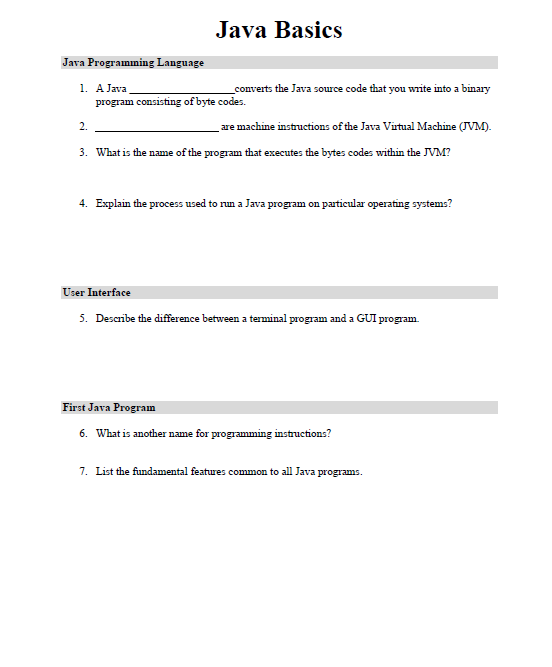 Java Basics
Java Programming Language
1. A Java ____________________converts the Java source code that you write into a binary
program consisting of byte codes.
2. ________________________ are machine instructions of the Java Virtual Machine (JVM).
3. What is the name of the program that executes the bytes codes within the JVM?
4. Explain the process used to run a Java program on particular operating systems?
User Interface
5. Describe the difference between a terminal program and a GUI program.
First Java Program
6. What is another name for programming instructions?
7. List the fundamental features common to all Java programs.